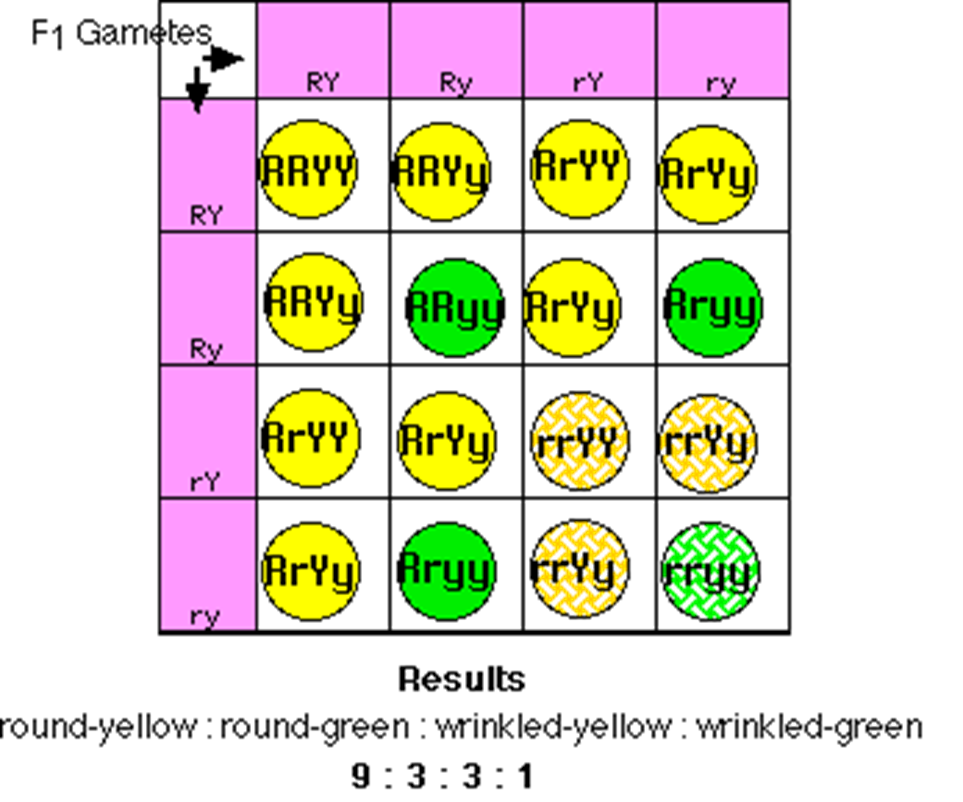 F1 Gametes
RY Ry rY ry
RY RRYY RRYy RrYY RrYy
Ry RRYy RRyy RrYy Rryy
rY RrYY RrYy rrYY rrYy
ry RrYy Rryy rrYy rryy
Results
round-yellow : round-green : wrinkled-yellow : wrinkled-green
9 : 3 : 3 : 1